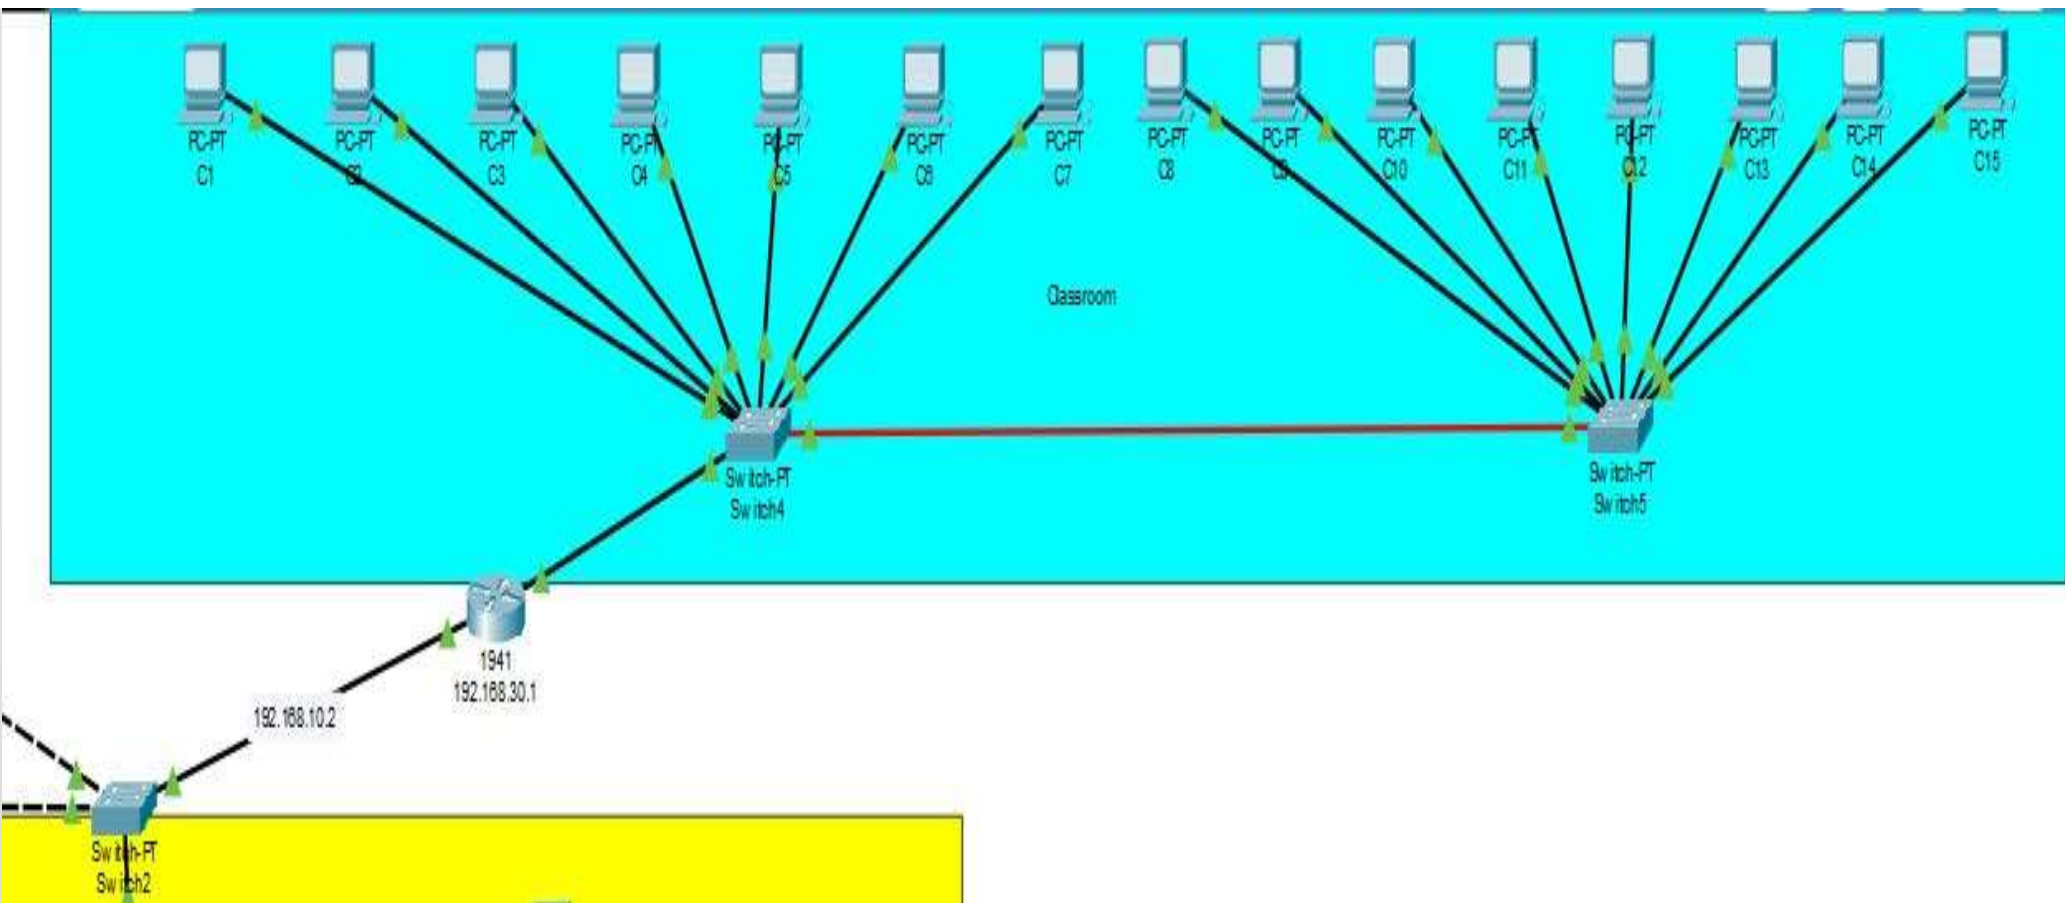 PC-PT
C1
PC-PT
C2
PC-PT
C3
PC-PT
C4
PC-PT
C5
PC-PT
C6
PC-PT
C7
PC-PT
C8
PC-PT
C9
PC-PT
C10
PC-PT
C11
PC-PT
C12
PC-PT
C13
PC-PT
C14
PC-PT
C15
Classroom
Switch-PT
Switch4
Switch-PT
Switch5
1941
192.168.30.1
192.168.10.2
Switch-PT
Switch2